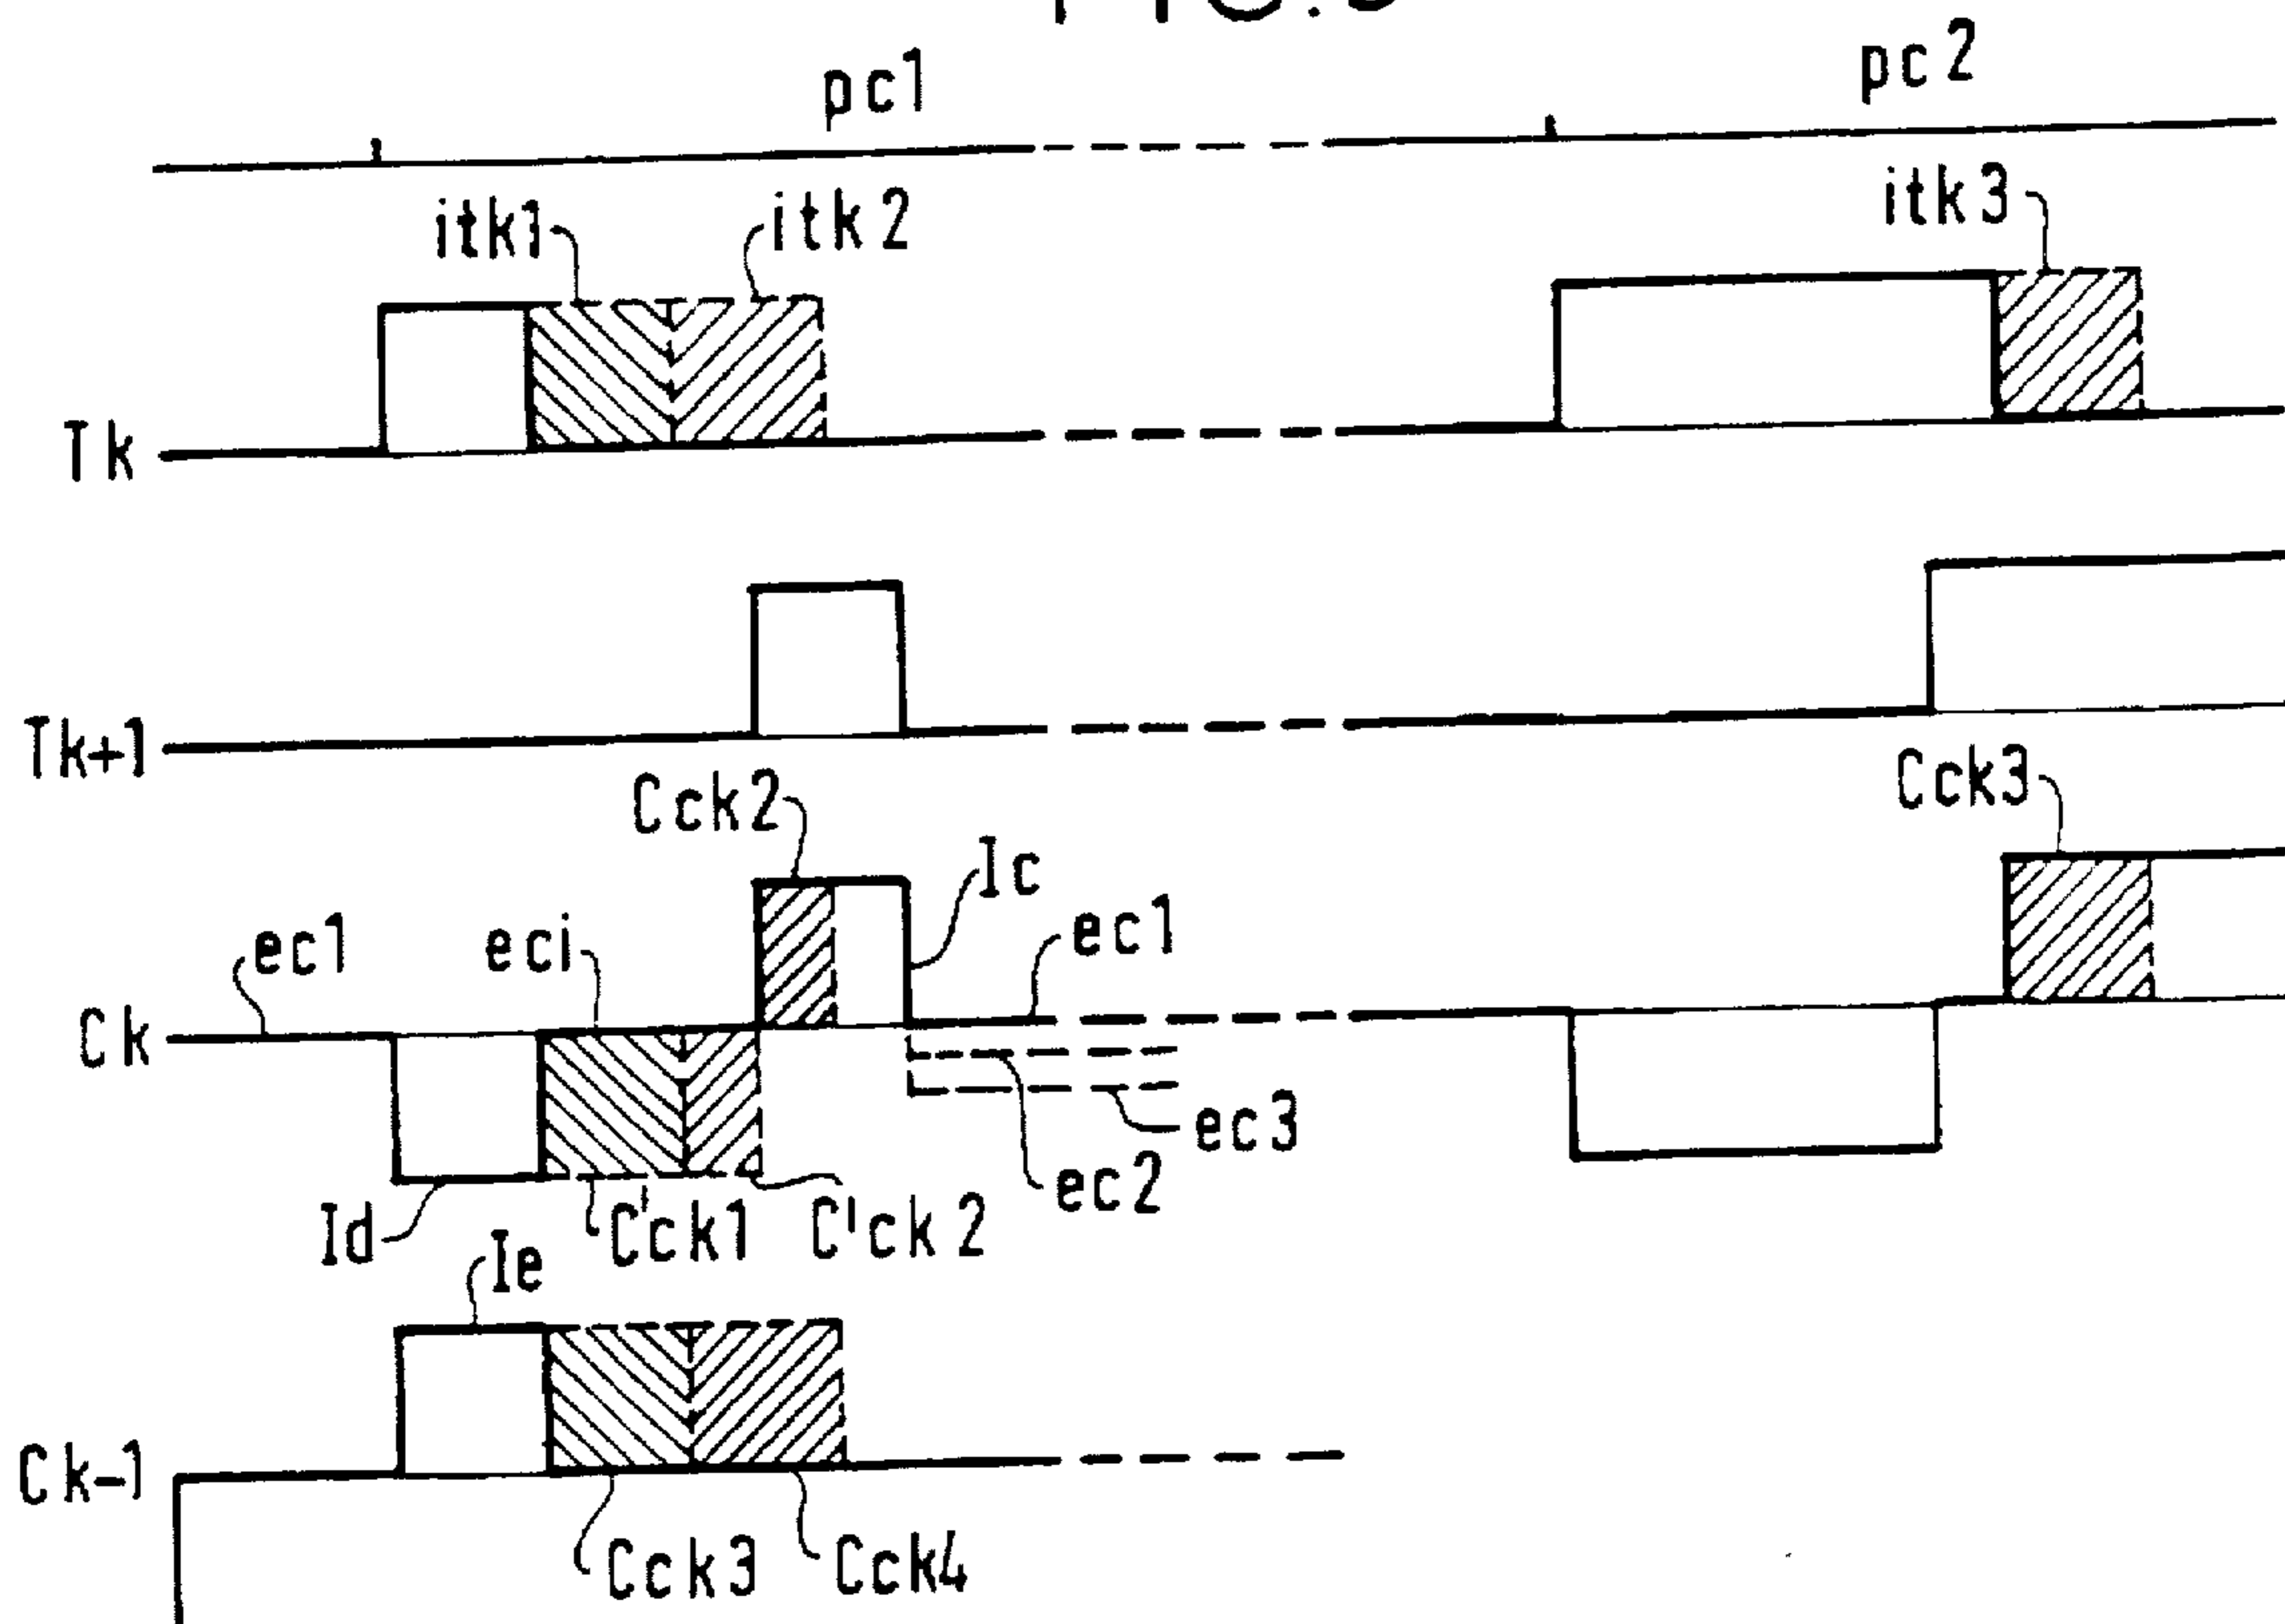 pc1
pc2
itk1
itk2
itk3
Tk
Tk+1
Cck2
Cck3
Ic
ec1
eci
ec1
Ck
ec3
ec2
Id
C'ck1
C'ck2
Ie
Ck-1
Cck3
Cck4